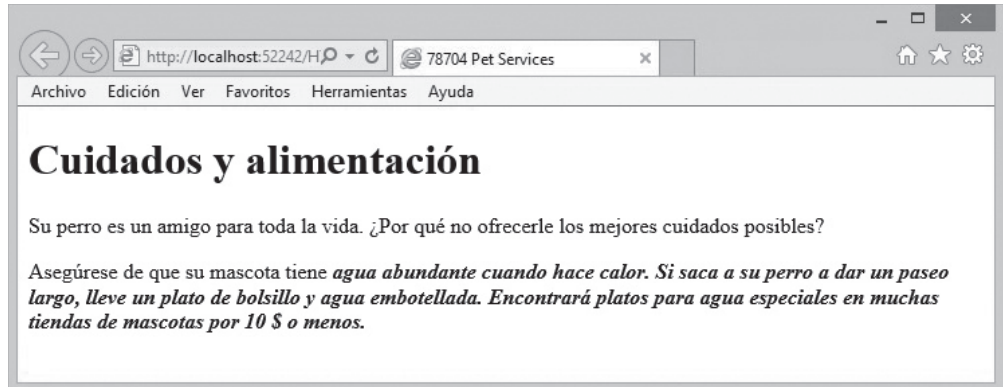 http://localhost:52242/H
78704 Pet Services
Archivo Edición Ver Favoritos Herramientas Ayuda
Cuidados y alimentación
Su perro es un amigo para toda la vida. ¿Por qué no ofrecerle los mejores cuidados posibles?
Asegúrese de que su mascota tiene agua abundante cuando hace calor. Si saca a su perro a dar un paseo
largo, lleve un plato de bolsillo y agua embotellada. Encontrará platos para agua especiales en muchas
tiendas de mascotas por 10 $ o menos.